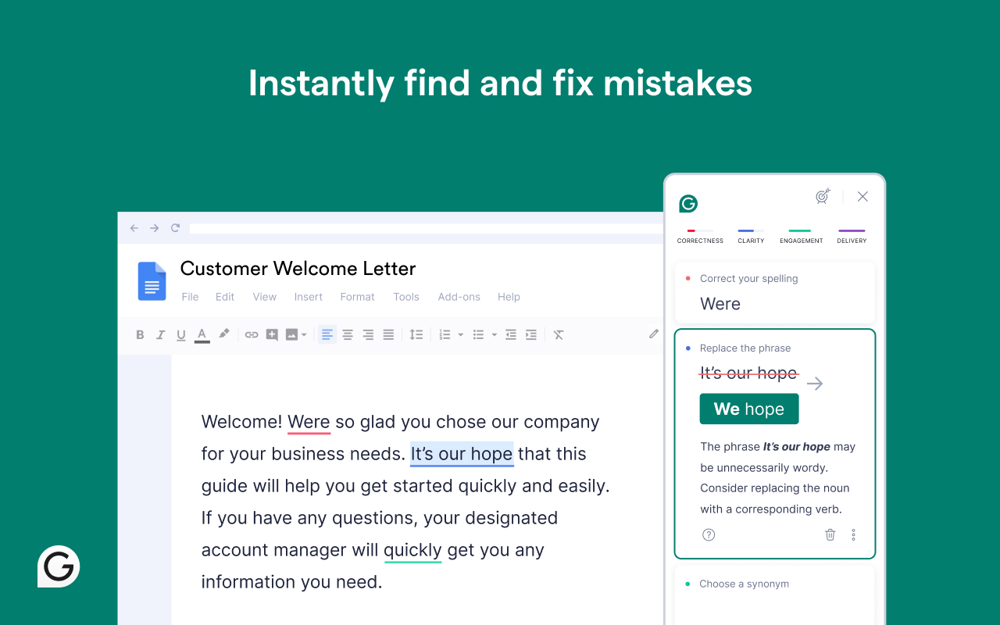 Instantly find and fix mistakes
Customer Welcome Letter
File Edit View Insert Format Tools Add-ons Help
B I U A
Welcome! Were so glad you chose our company
for your business needs. It’s our hope that this
guide will help you get started quickly and easily.
If you have any questions, your designated
account manager will quickly get you any
information you need.
G
CORRECTNESS CLARITY ENGAGEMENT DELIVERY
Correct your spelling
Were
Replace the phrase
It’s our hope
We hope
The phrase It’s our hope may
be unnecessarily wordy.
Consider replacing the noun
with a corresponding verb.
Choose a synonym
G